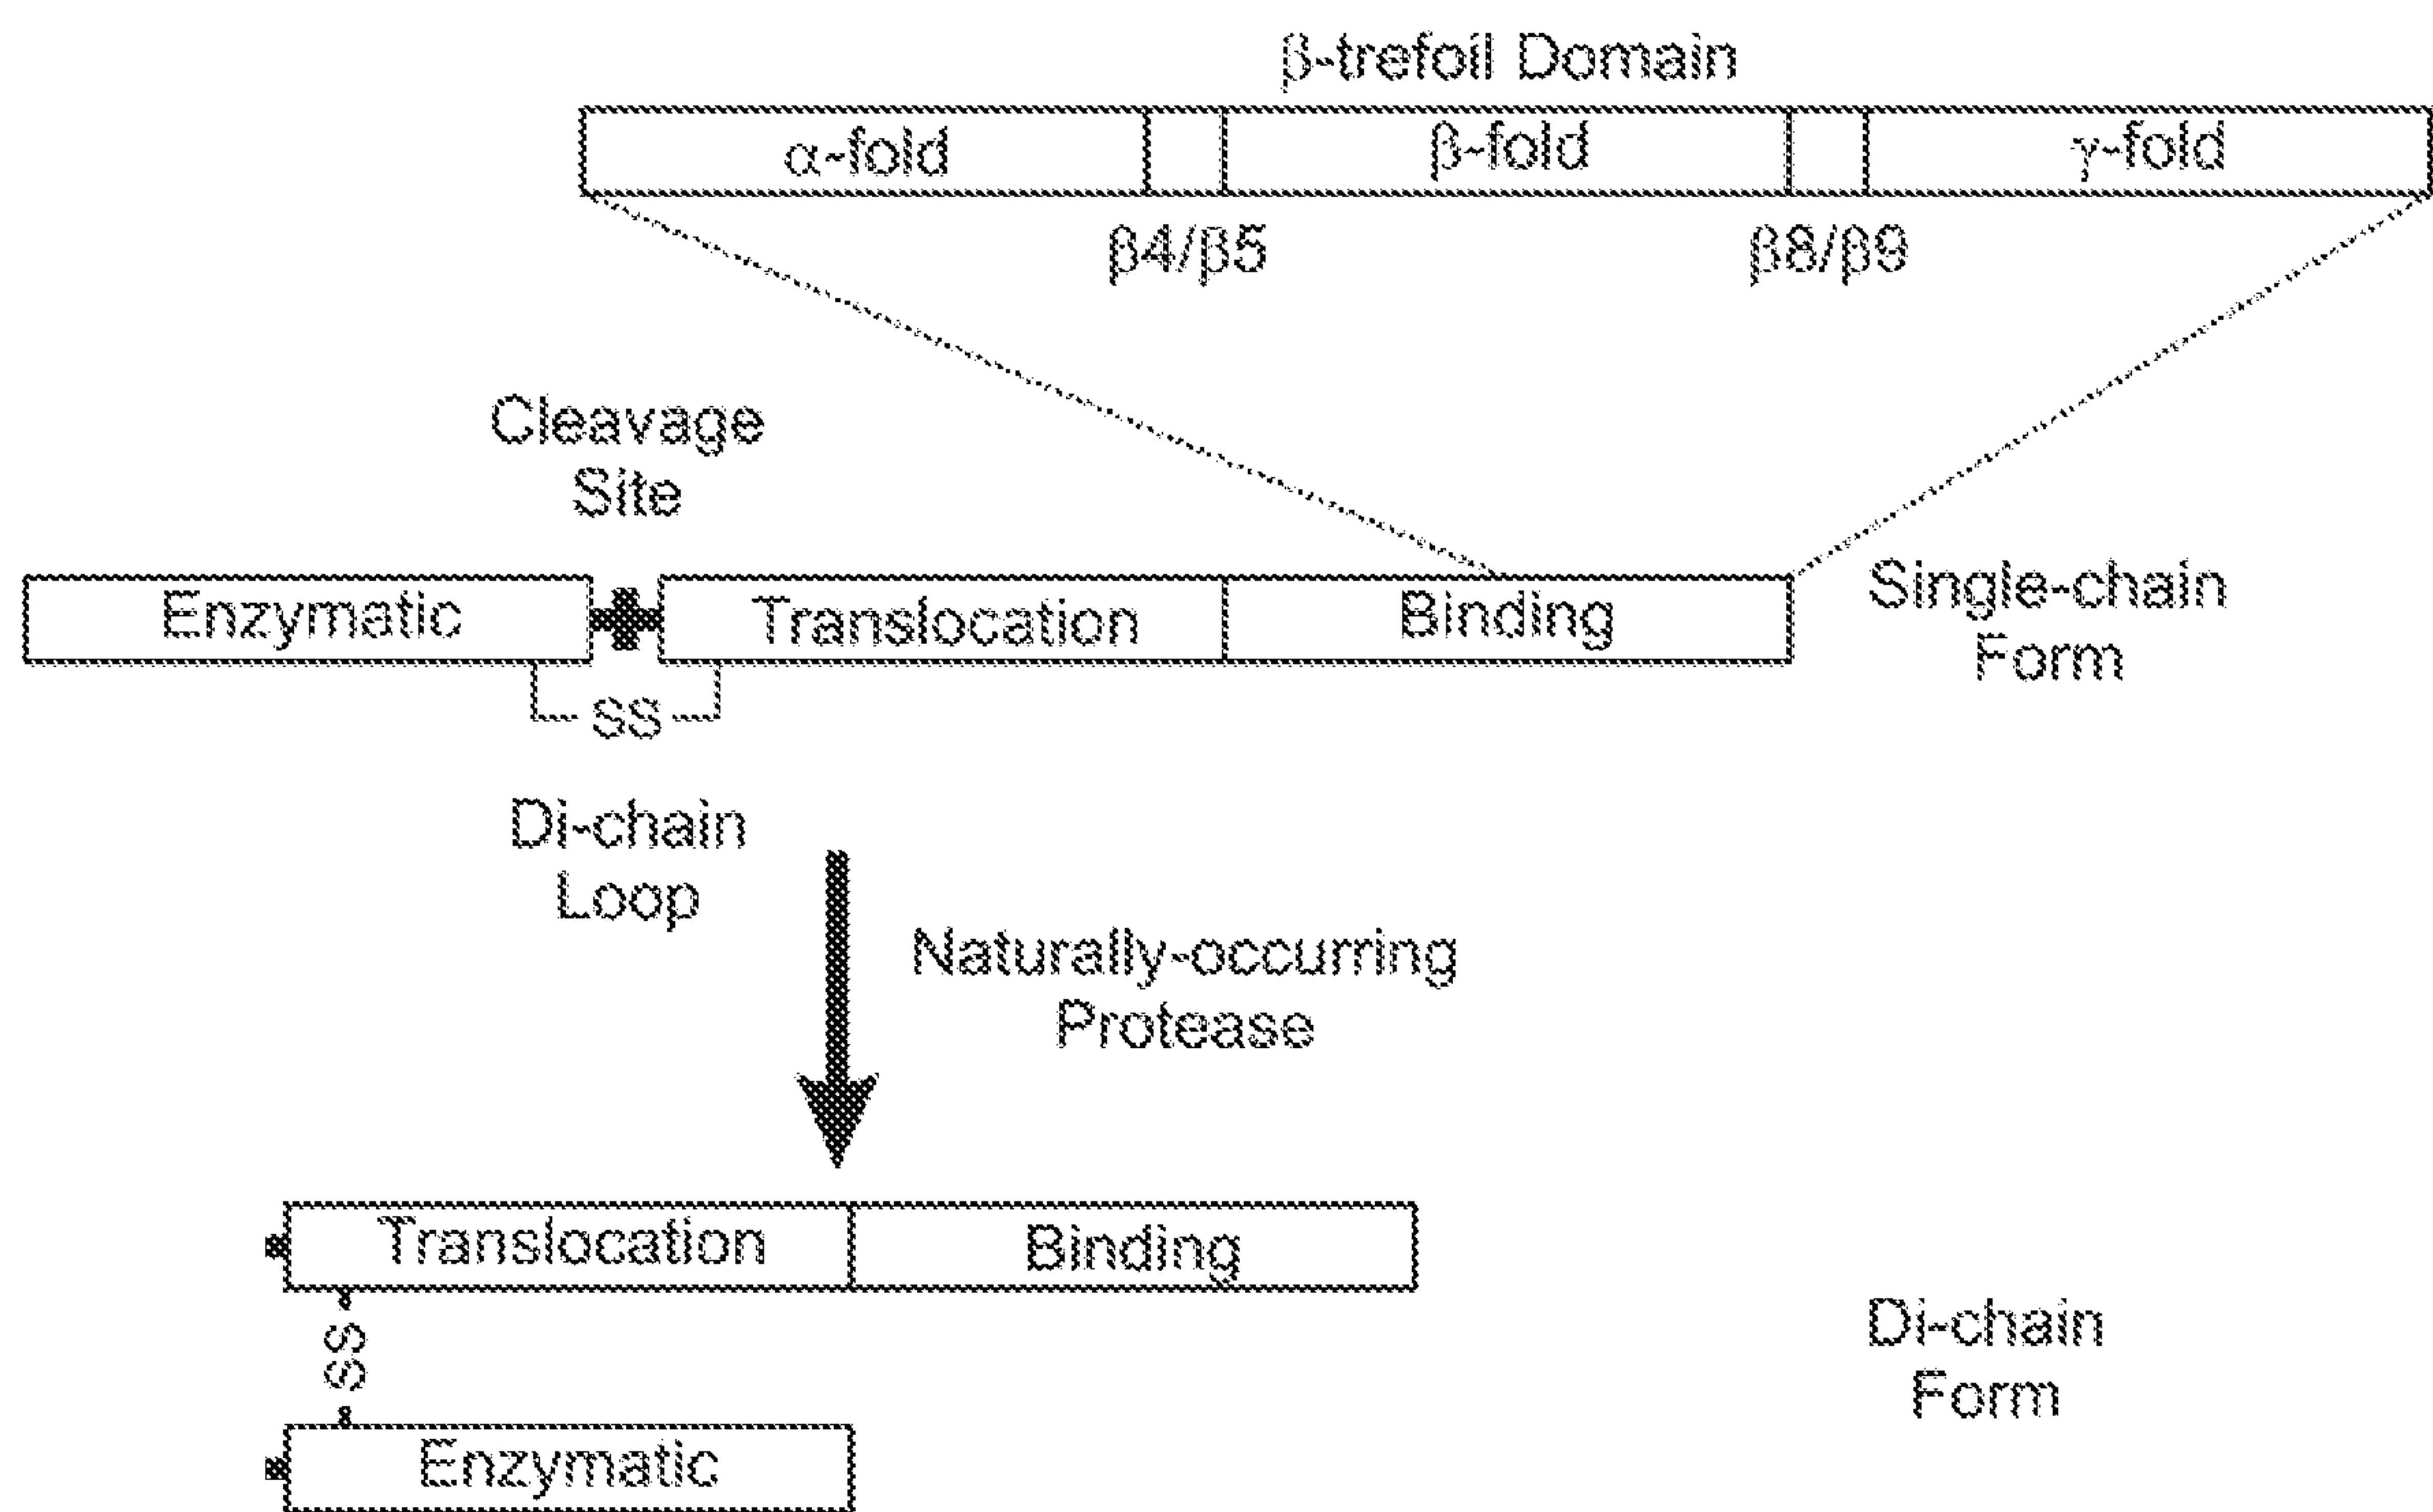 β-trefoil Domain
α-fold β-fold γ-fold
β4/β5 β8/β9
Cleavage
Site
Enzymatic Translocation Binding
Single-chain
Form
SS
Di-chain
Loop
Naturally-occurring
Protease
Translocation Binding
SS
Di-chain
Form
Enzymatic